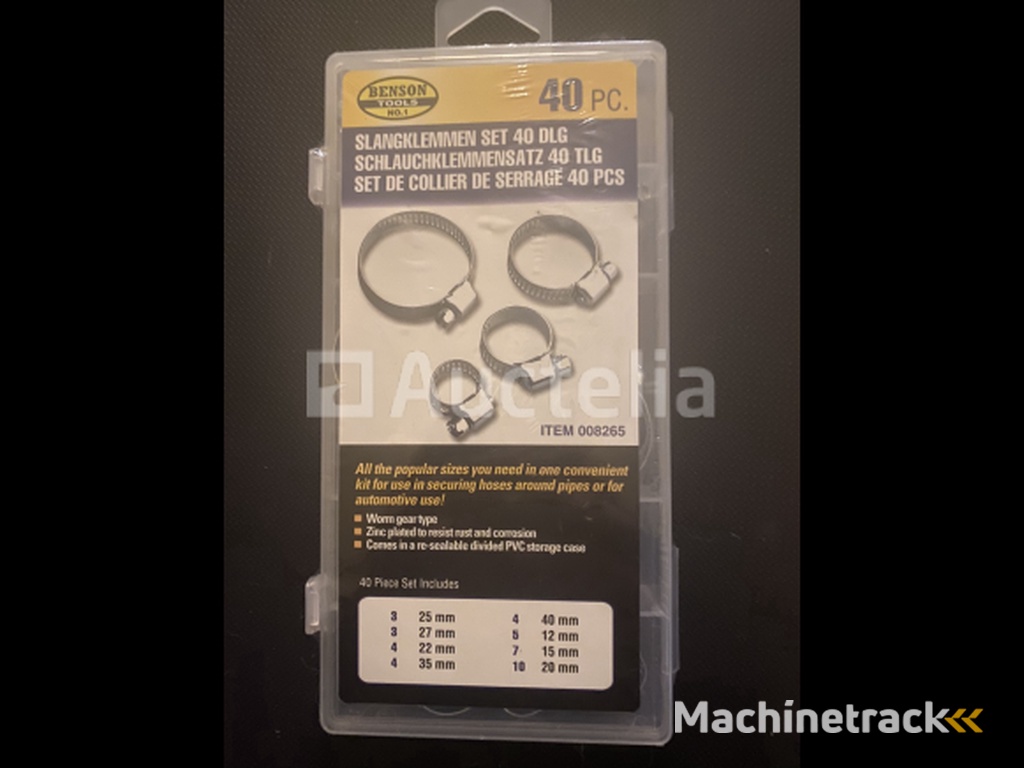 BENSON
TOOLS
NO.1
40 PC.
SLANGKLEMMEN SET 40 DLG
SCHLAUCHKLEMMENSATZ 40 TLG
SET DE COLLIER DE SERRAGE 40 PCS
Auctelia
ITEM 008265
All the popular sizes you need in one convenient
kit for use in securing hoses around pipes or for
automotive use!
Worm gear type
Zinc plated to resist rust and corrosion
Comes in a re-sealable divided PVC storage case
40 Piece Set Includes
3 25 mm 4 40 mm
3 27 mm 5 12 mm
4 22 mm 7 15 mm
4 35 mm 10 20 mm
Machinetrack